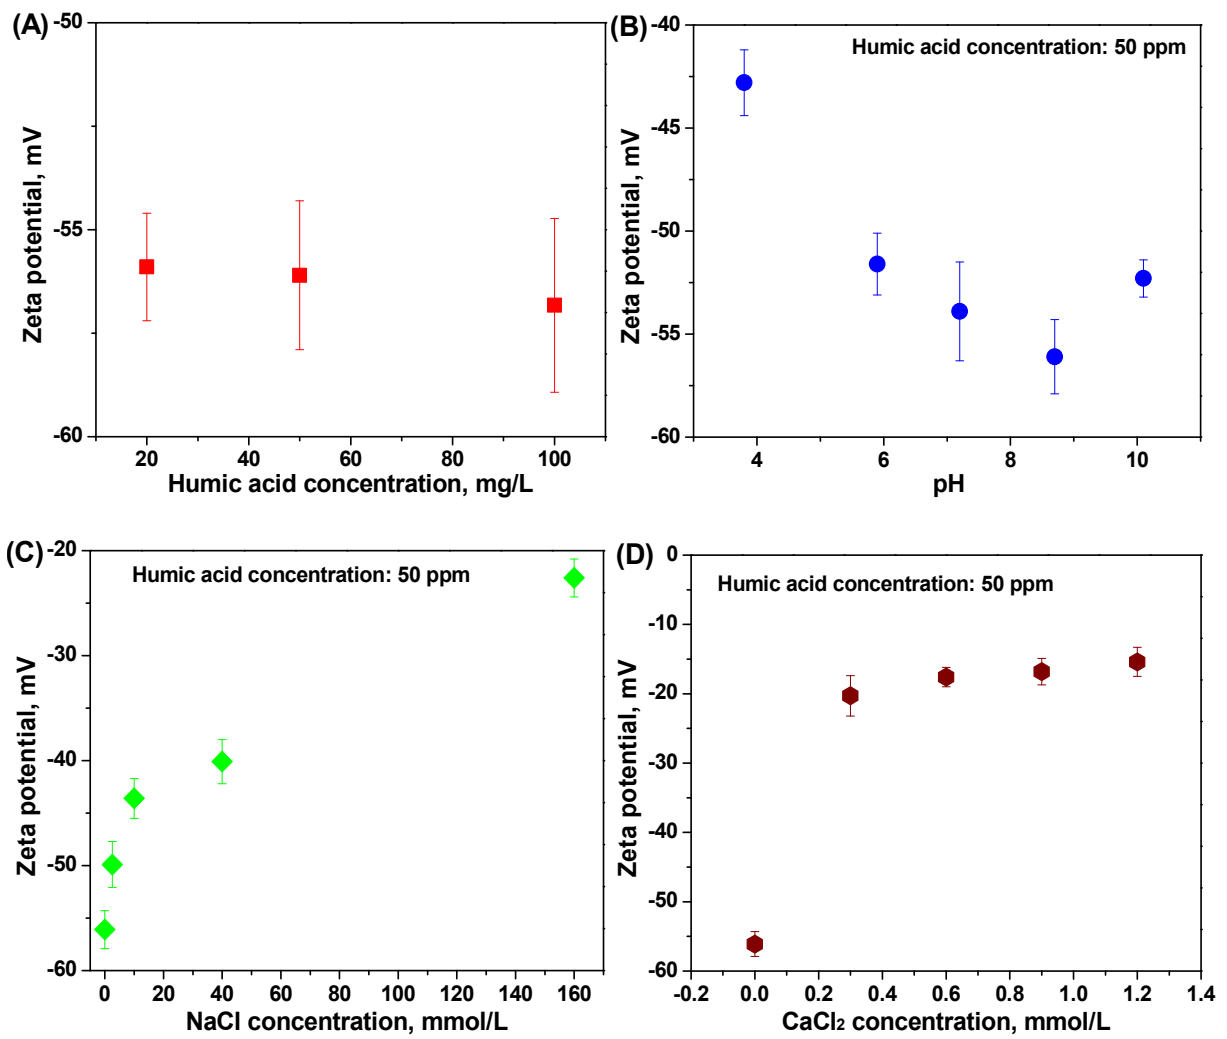 (A)
-50
-55
-60
Zeta potential, mV
20 40 60 80 100
Humic acid concentration, mg/L
(B)
Humic acid concentration: 50 ppm
-40
-45
-50
-55
-60
Zeta potential, mV
4 6 8 10
pH
(C)
Humic acid concentration: 50 ppm
-20
-30
-40
-50
-60
Zeta potential, mV
0 20 40 60 80 100 120 140 160
NaCl concentration, mmol/L
(D)
Humic acid concentration: 50 ppm
0
-10
-20
-30
-40
-50
-60
Zeta potential, mV
-0.2 0.0 0.2 0.4 0.6 0.8 1.0 1.2 1.4
CaCl₂ concentration, mmol/L